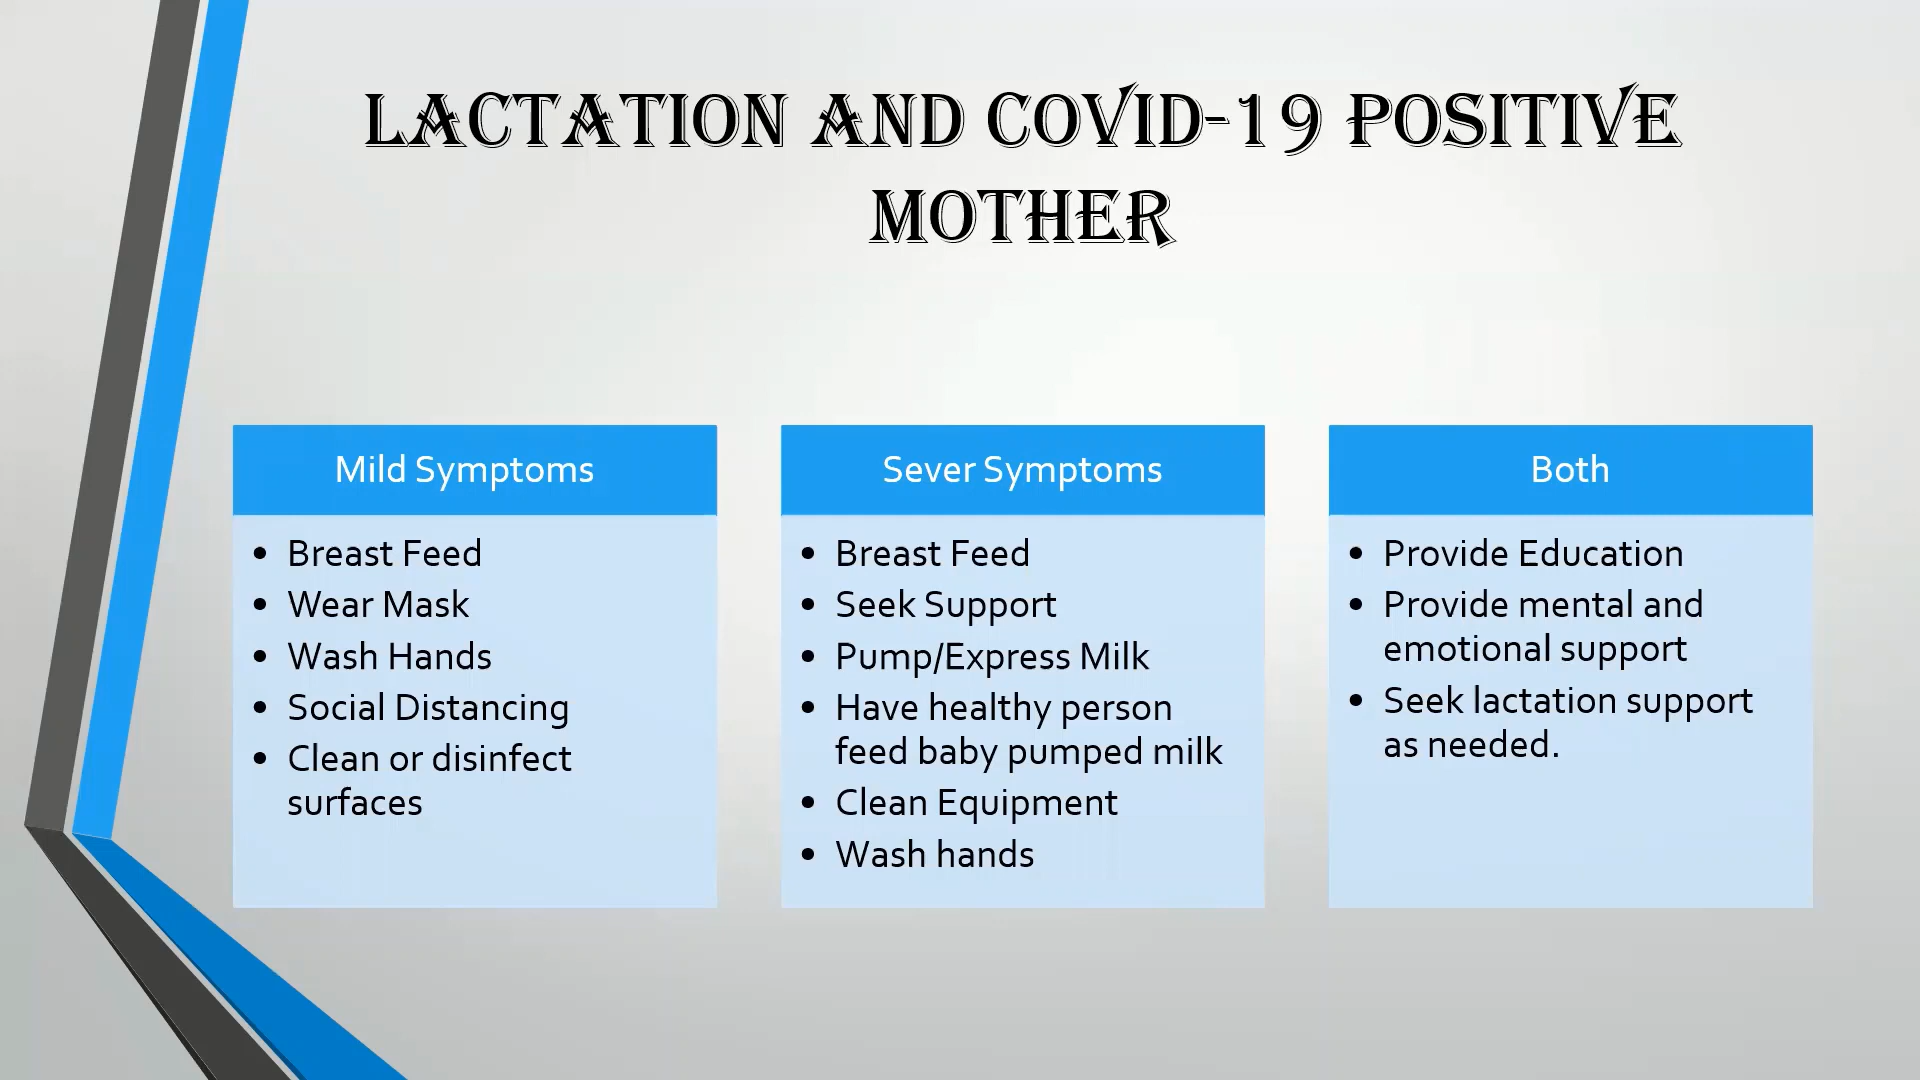 LACTATION AND COVID-19 POSITIVE
MOTHER
Mild Symptoms
• Breast Feed
• Wear Mask
• Wash Hands
• Social Distancing
• Clean or disinfect
surfaces
Sever Symptoms
• Breast Feed
• Seek Support
• Pump/Express Milk
• Have healthy person
feed baby pumped milk
• Clean Equipment
• Wash hands
Both
• Provide Education
• Provide mental and
emotional support
• Seek lactation support
as needed.